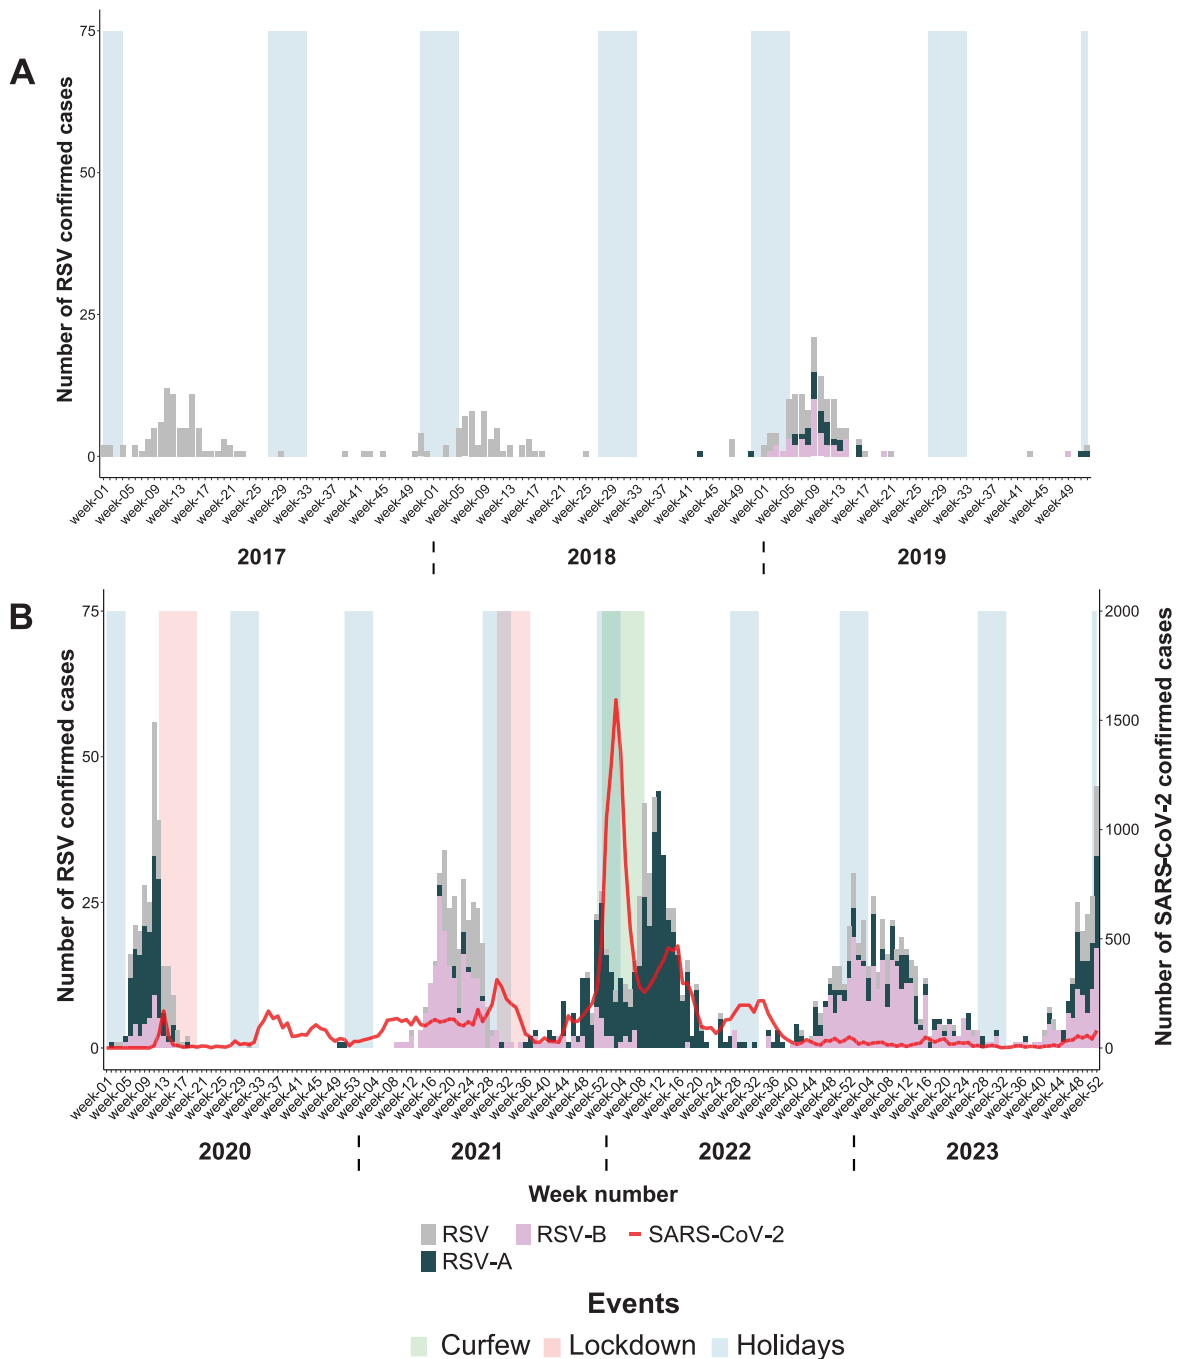 A
Number of RSV confirmed cases
75
50
25
0
week-01 week-05 week-09 week-13 week-17 week-21 week-25 week-29 week-33 week-37 week-41 week-45 week-49 week-01 week-05 week-09 week-13 week-17 week-21 week-25 week-29 week-33 week-37 week-41 week-45 week-49 week-01 week-05 week-09 week-13 week-17 week-21 week-25 week-29 week-33 week-37 week-41 week-45 week-49
2017 2018 2019
B
Number of RSV confirmed cases
75
50
25
0
Number of SARS-CoV-2 confirmed cases
2000
1500
1000
500
0
week-01 week-05 week-09 week-13 week-17 week-21 week-25 week-29 week-33 week-37 week-41 week-45 week-49 week-53 week-04 week-08 week-12 week-16 week-20 week-24 week-28 week-32 week-36 week-40 week-44 week-48 week-52 week-04 week-08 week-12 week-16 week-20 week-24 week-28 week-32 week-36 week-40 week-44 week-48 week-52 week-04 week-08 week-12 week-16 week-20 week-24 week-28 week-32 week-36 week-40 week-44 week-48 week-52
2020 2021 2022 2023
Week number
RSV RSV-B SARS-CoV-2
RSV-A
Events
Curfew Lockdown Holidays